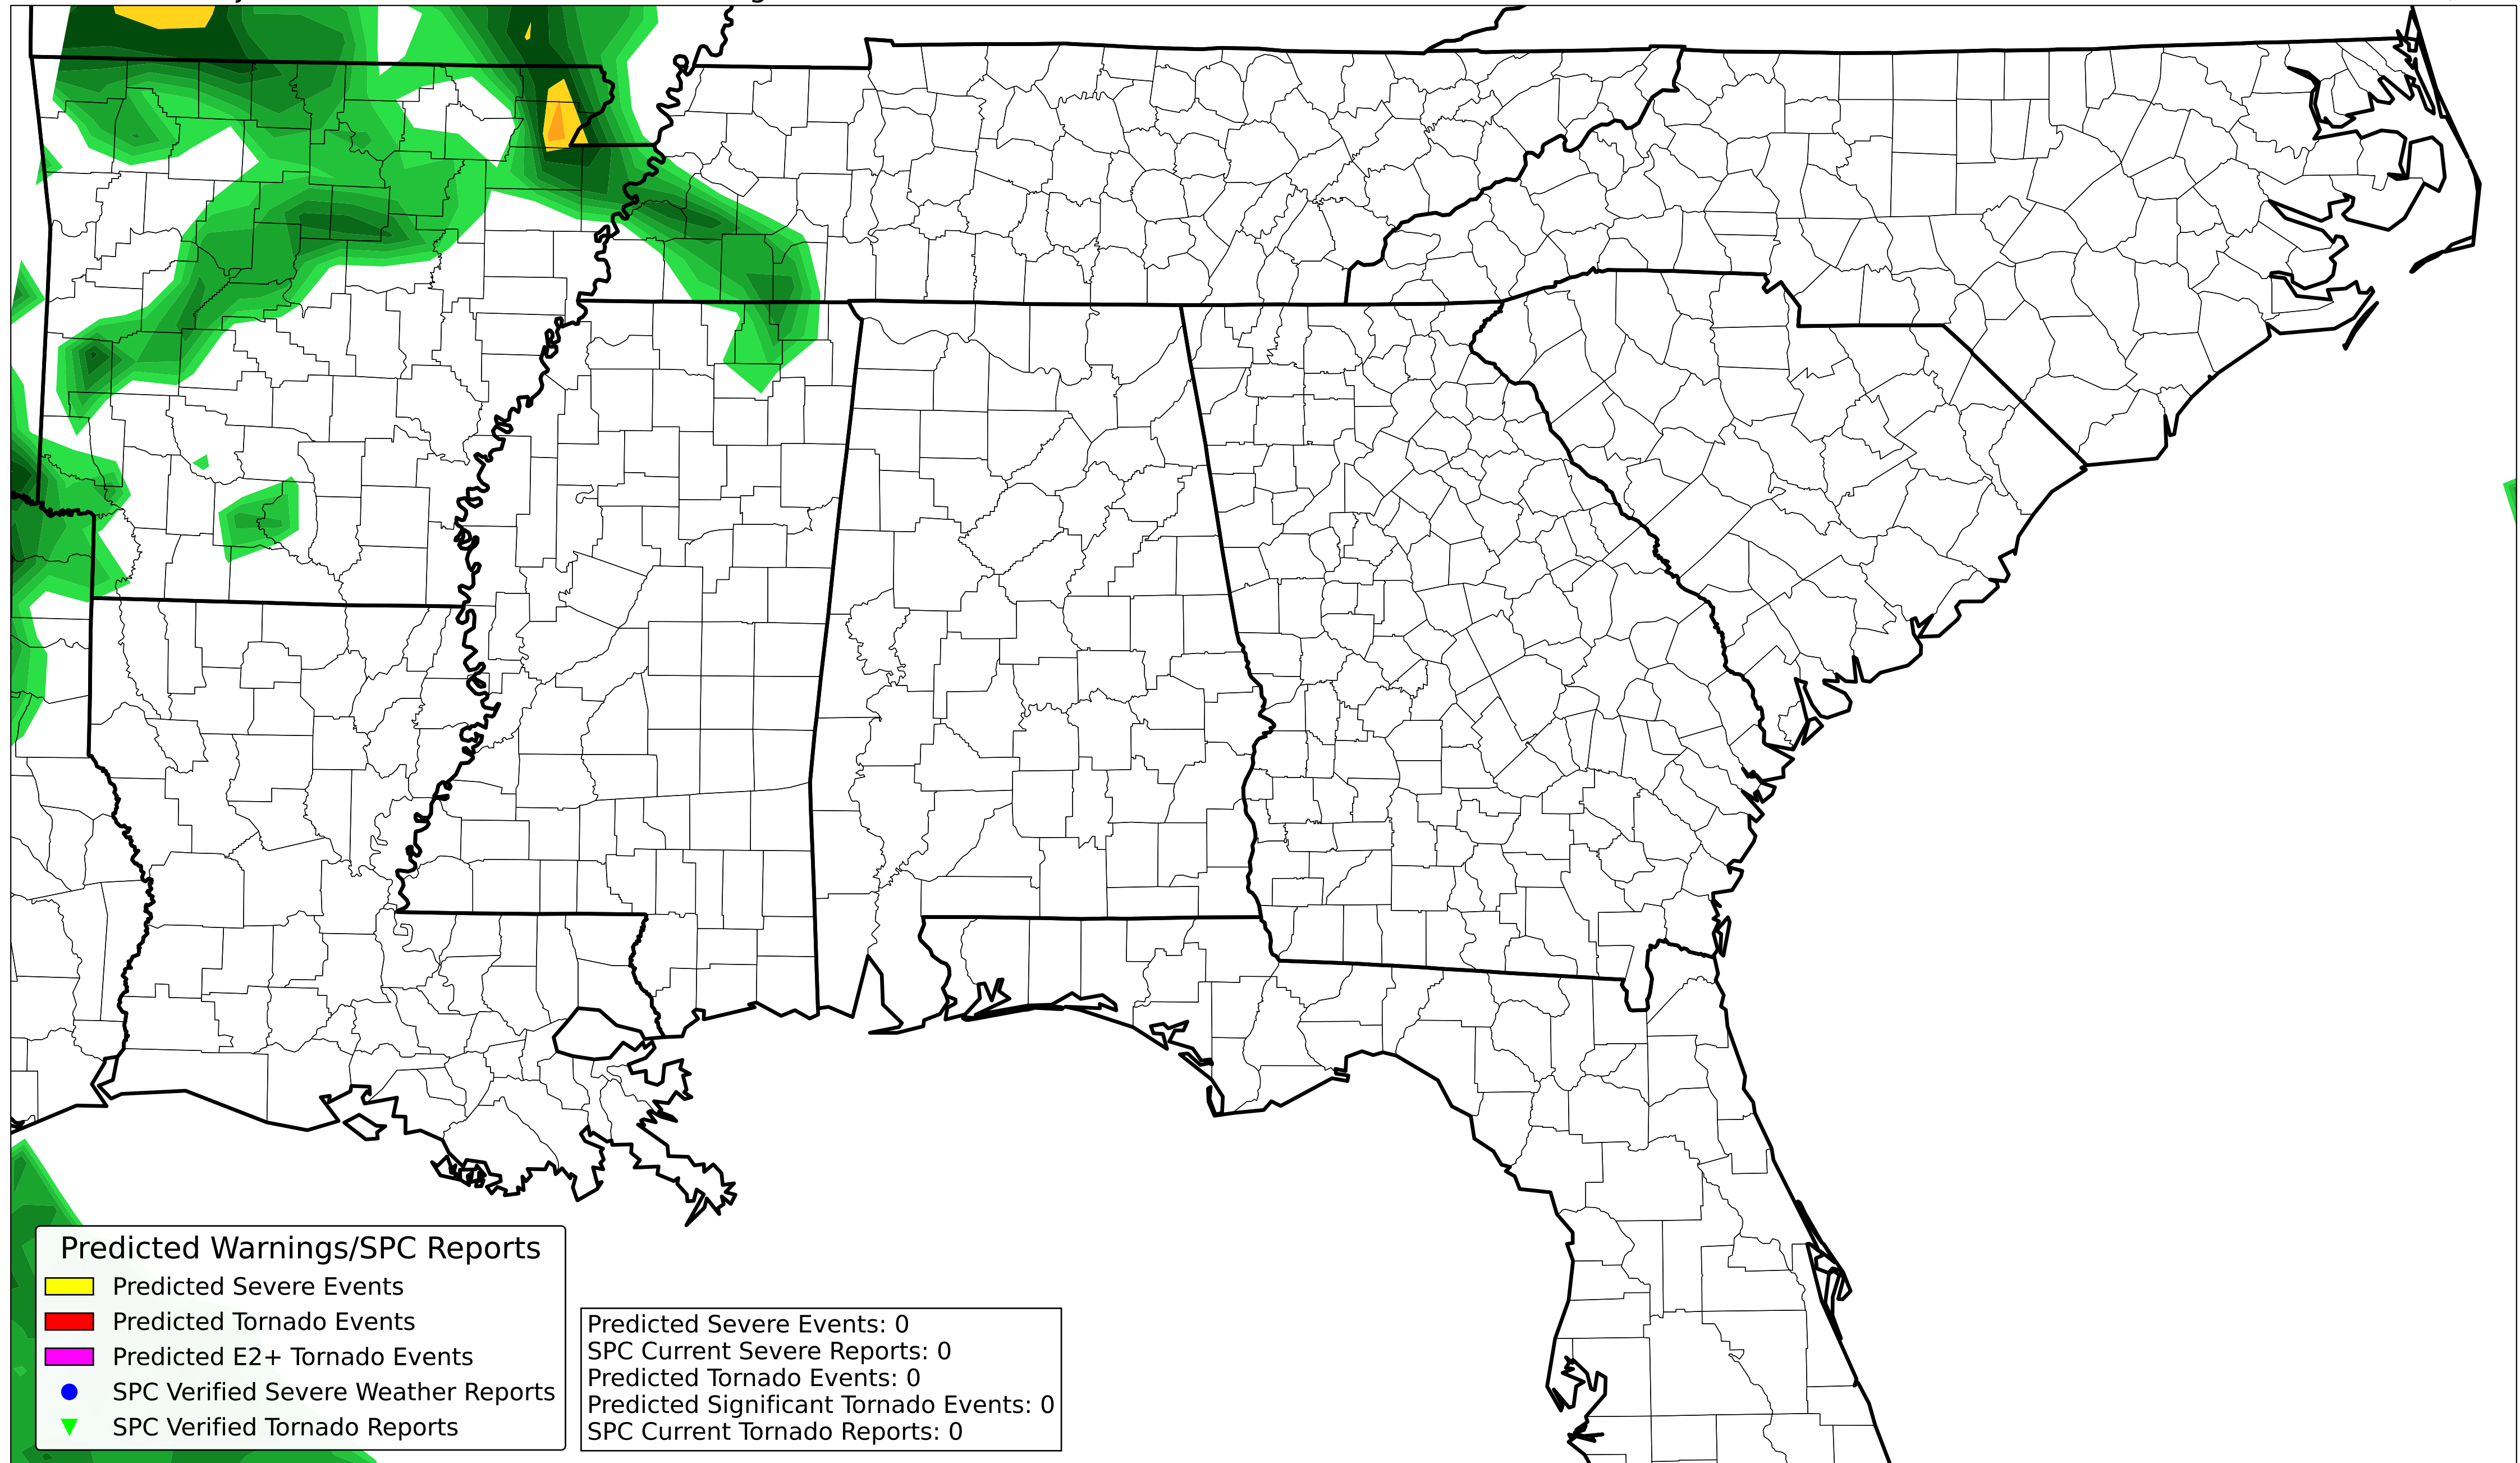 Predicted Warnings/SPC Reports
Predicted Severe Events
Predicted Tornado Events
Predicted E2+ Tornado Events
SPC Verified Severe Weather Reports
SPC Verified Tornado Reports
Predicted Severe Events: 0
SPC Current Severe Reports: 0
Predicted Tornado Events: 0
Predicted Significant Tornado Events: 0
SPC Current Tornado Reports: 0